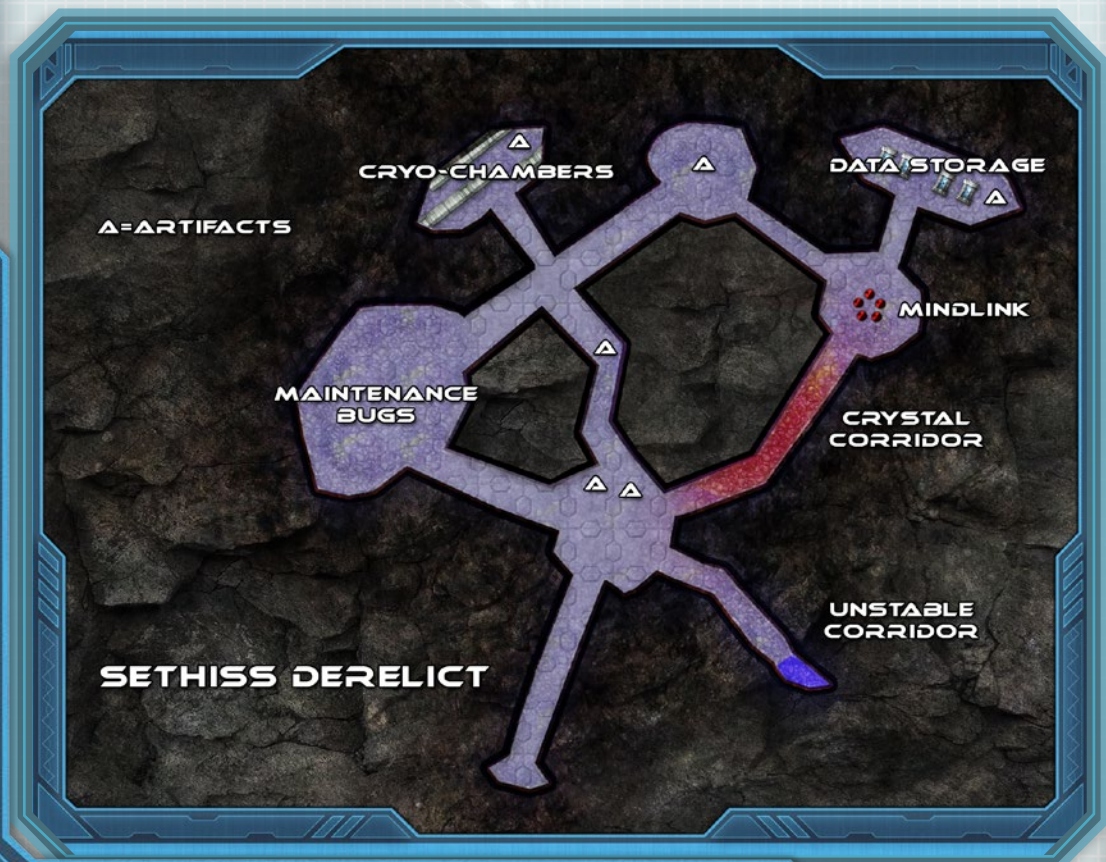 CRYO-CHAMBERS
DATA STORAGE
A=ARTIFACTS
MINDLINK
MAINTENANCE
BUGS
CRYSTAL
CORRIDOR
UNSTABLE
CORRIDOR
SETHISS DERELICT
A
A
A
A
A
A